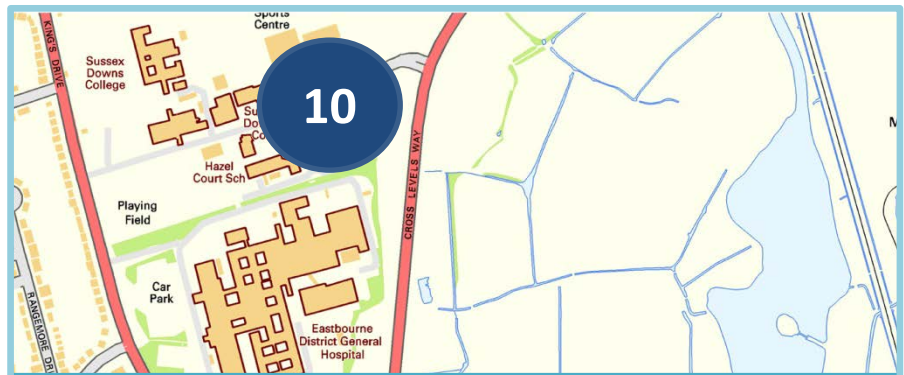 Sports
Centre
KING'S DRIVE
Sussex
Downs
College
10
Su
Do
Co
Hazel
Court Sch
CROSS LEVELS WAY
Playing
Field
Car
Park
RANGEMORE DRI
Eastbourne
District General
Hospital